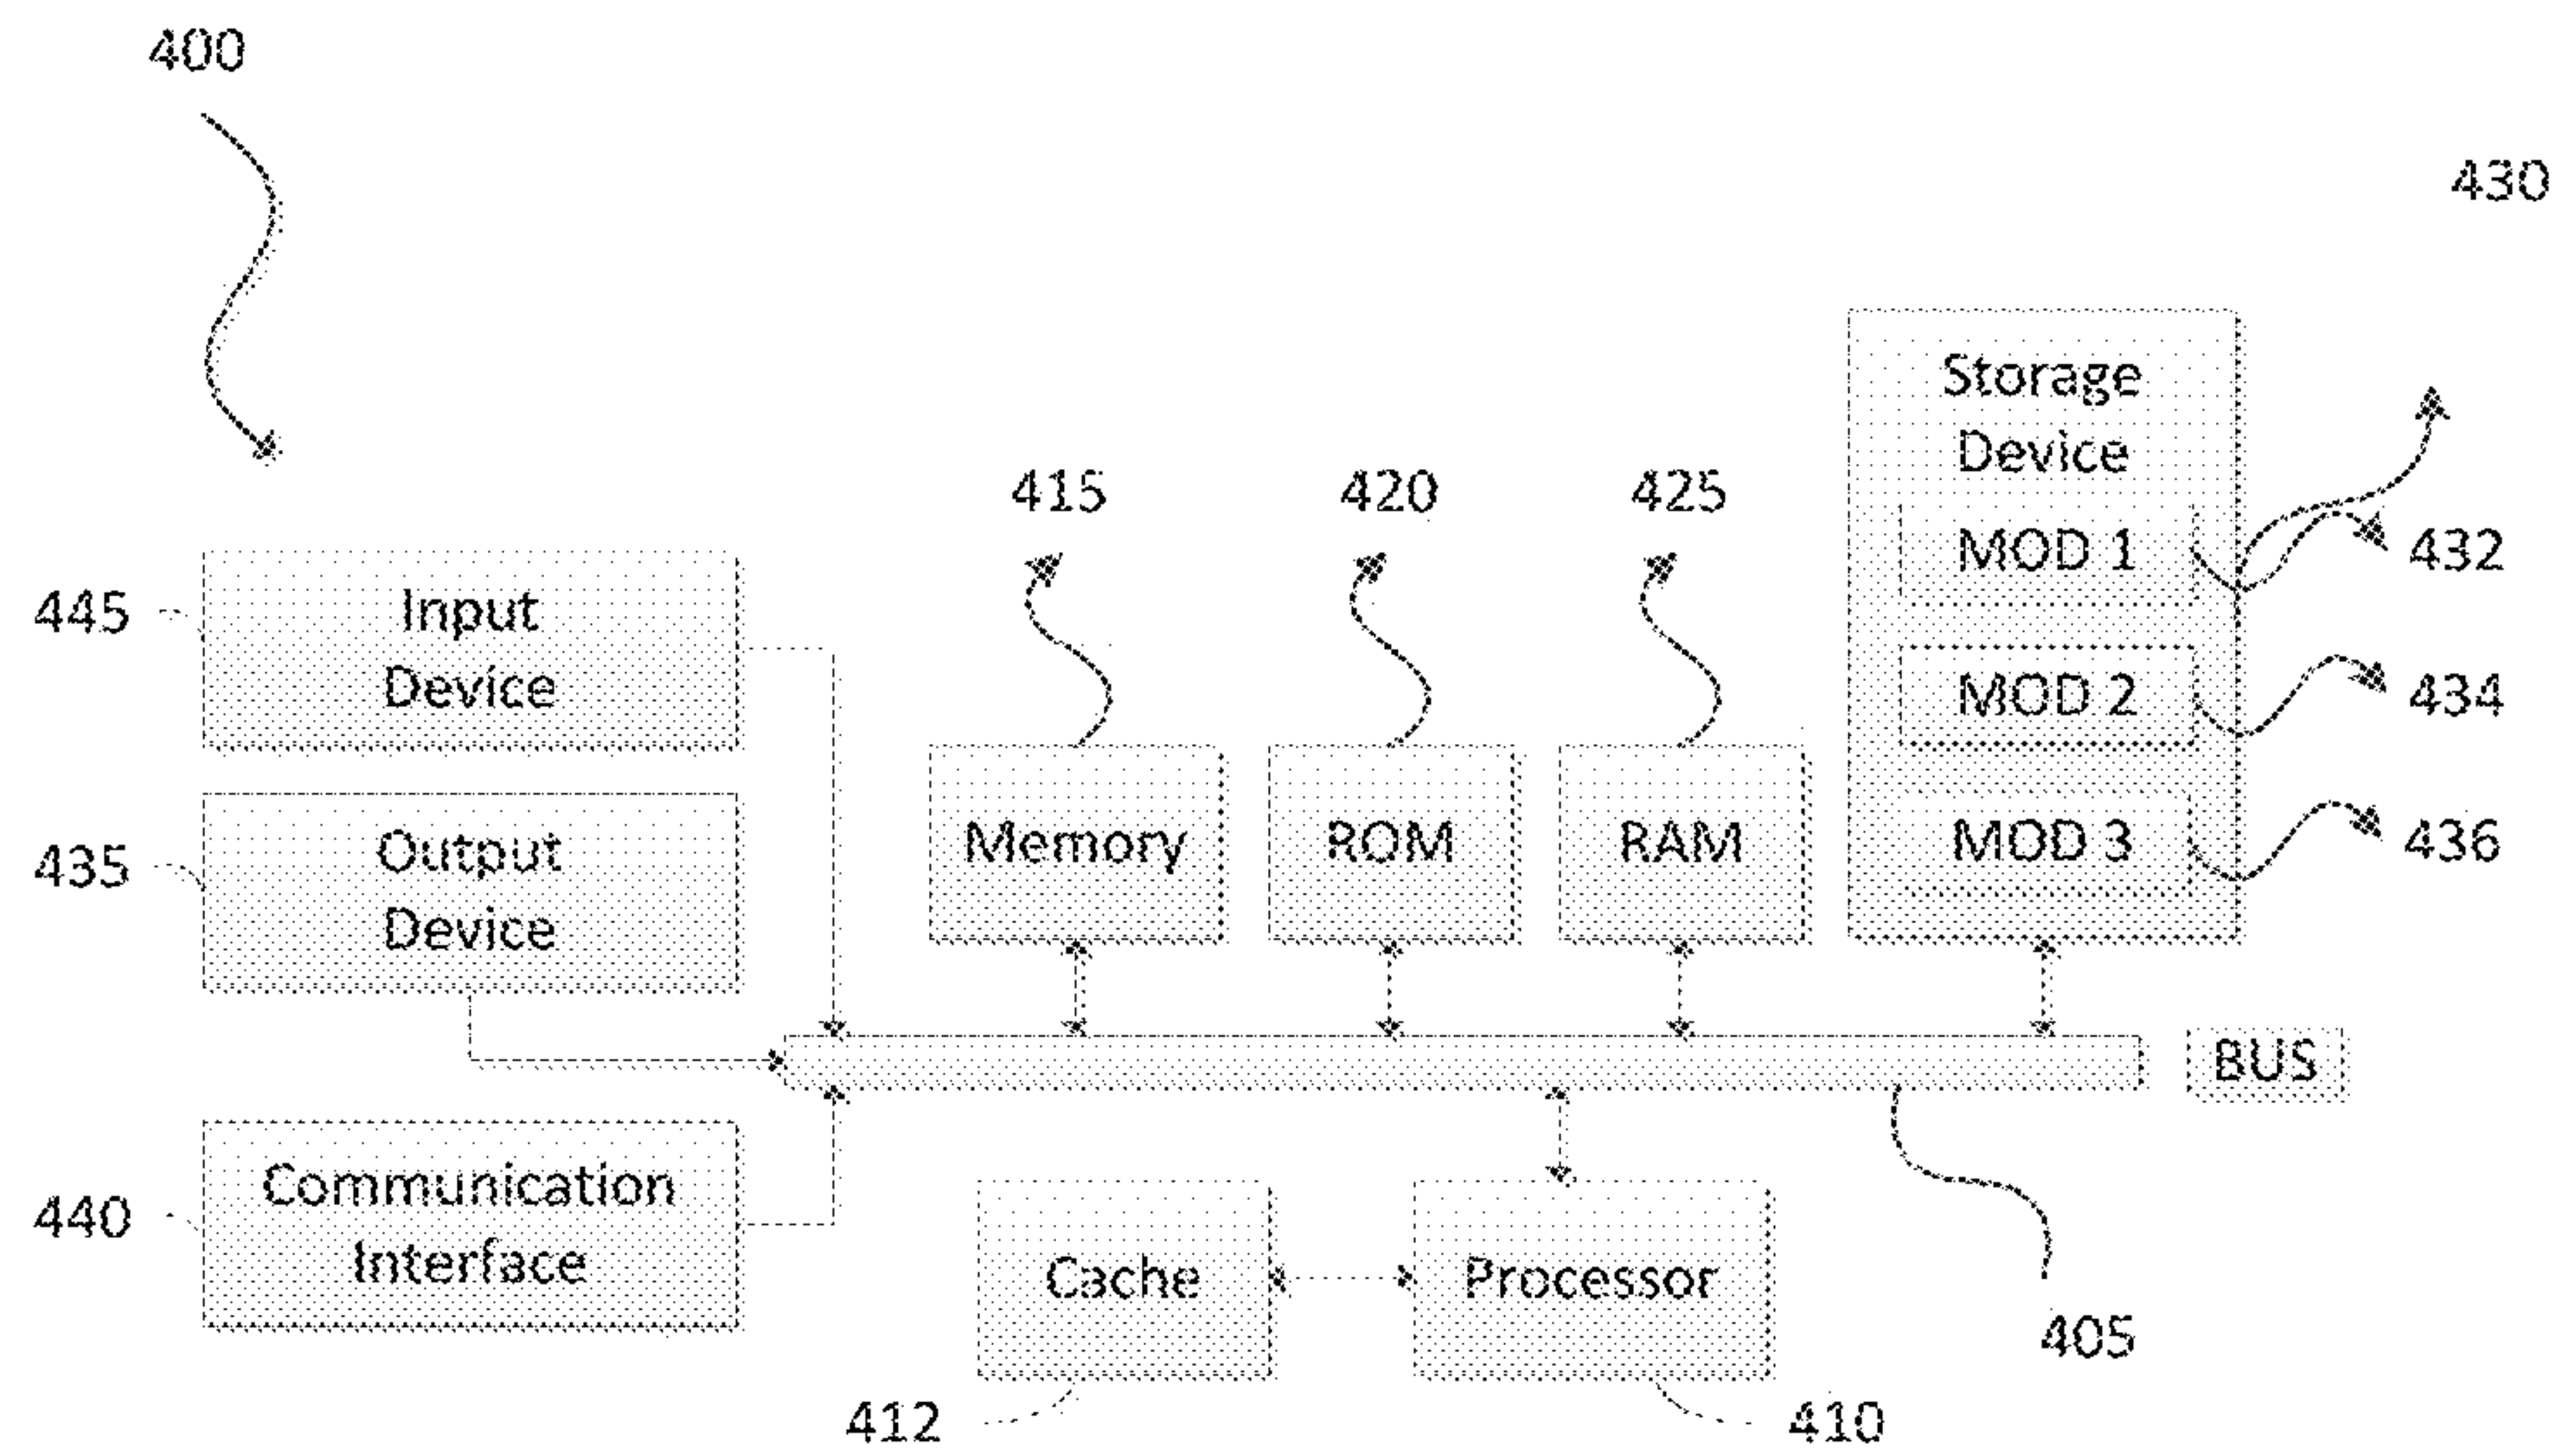 400
430
Storage
Device
415
420
425
MOD 1
432
445
Input
Device
MOD 2
434
435
Output
Device
Memory
ROM
RAM
MOD 3
436
BUS
440
Communication
Interface
Cache
Processor
405
412
410